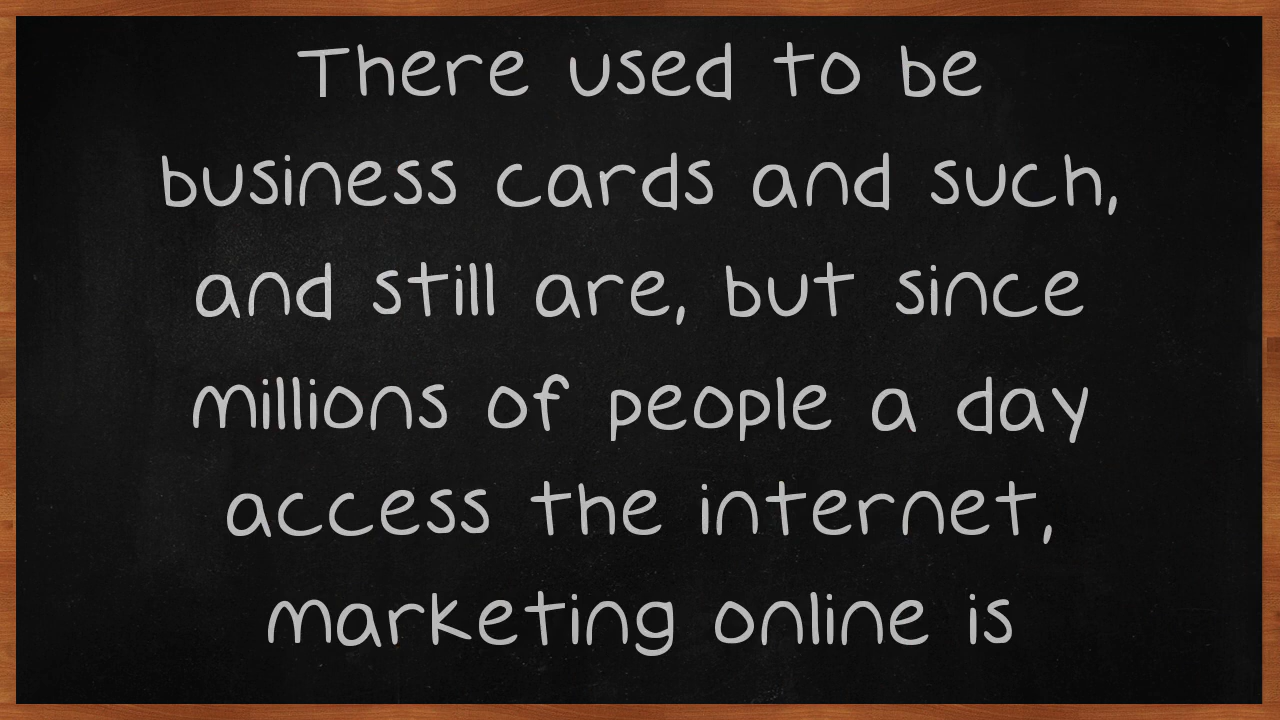 There used to be
business cards and such,
and still are, but since
millions of people a day
access the internet,
marketing online is